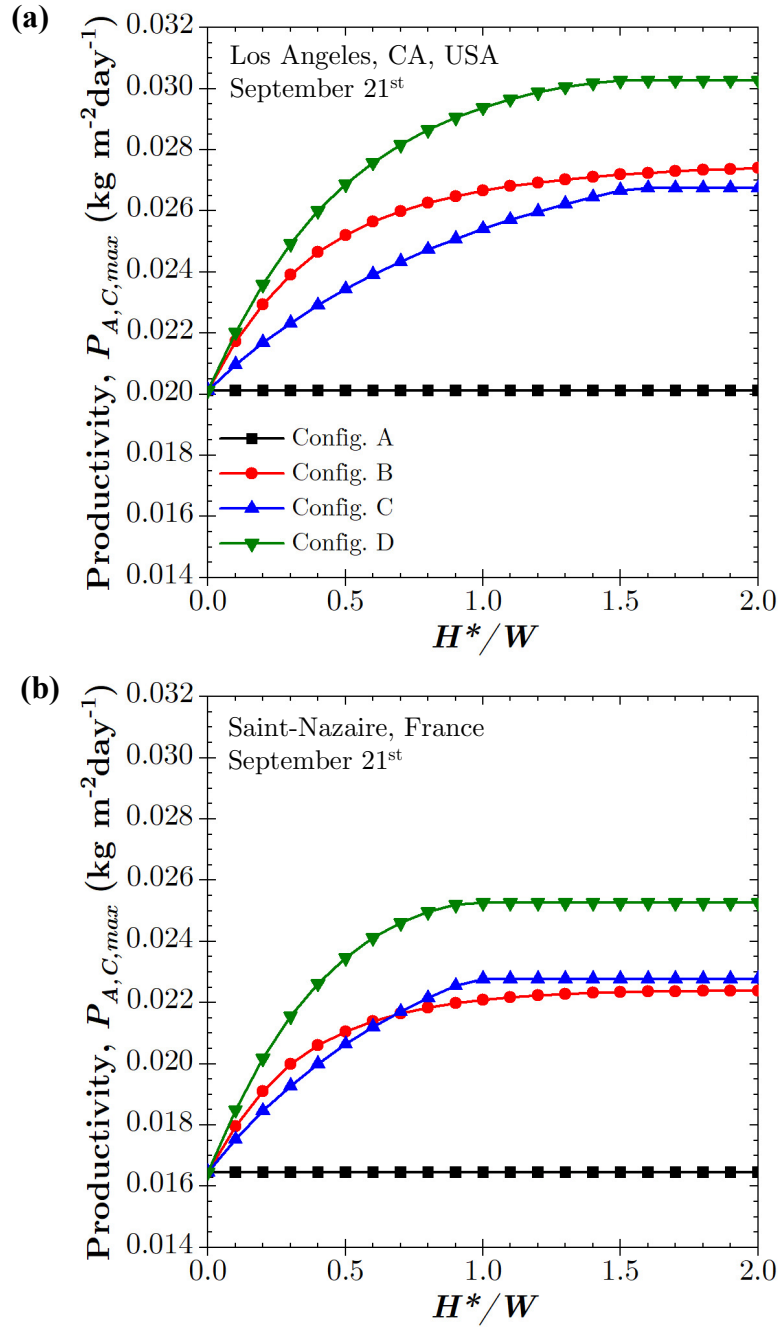 (a)
Productivity, P_{A,C,max} (kg m^{-2}day^{-1})
0.032
0.030
0.028
0.026
0.024
0.022
0.020
0.018
0.016
0.014
Los Angeles, CA, USA
September 21^{st}
Config. A
Config. B
Config. C
Config. D
0.0 0.5 1.0 1.5 2.0
H*/W
(b)
Productivity, P_{A,C,max} (kg m^{-2}day^{-1})
0.032
0.030
0.028
0.026
0.024
0.022
0.020
0.018
0.016
0.014
Saint-Nazaire, France
September 21^{st}
0.0 0.5 1.0 1.5 2.0
H*/W